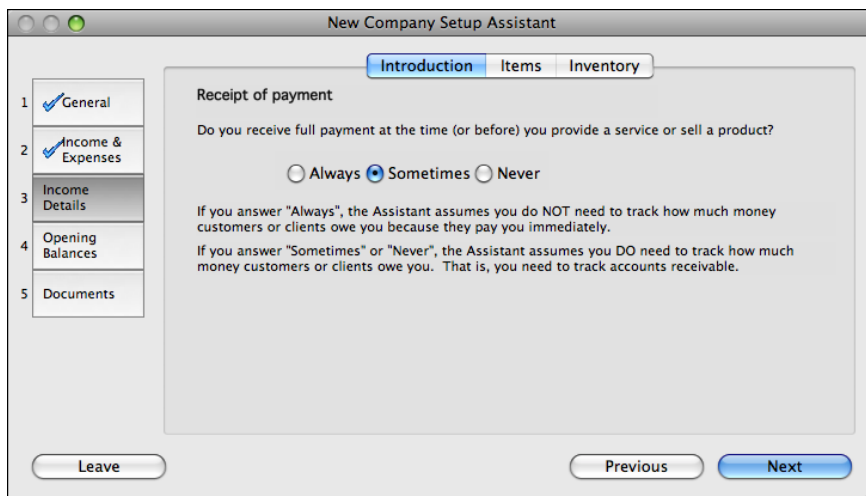 New Company Setup Assistant
Introduction Items Inventory
1 General
2 Income &
Expenses
3 Income
Details
4 Opening
Balances
5 Documents
Receipt of payment
Do you receive full payment at the time (or before) you provide a service or sell a product?
Always Sometimes Never
If you answer "Always", the Assistant assumes you do NOT need to track how much money
customers or clients owe you because they pay you immediately.
If you answer "Sometimes" or "Never", the Assistant assumes you DO need to track how much
money customers or clients owe you. That is, you need to track accounts receivable.
Leave Previous Next